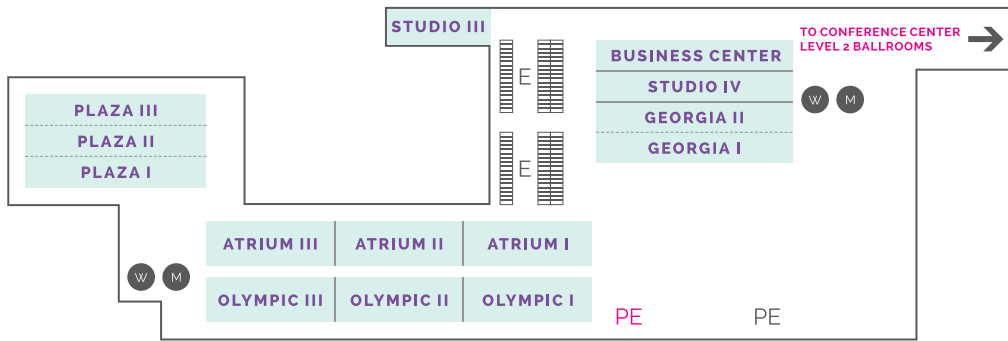 STUDIO III
TO CONFERENCE CENTER
LEVEL 2 BALLROOMS
E
BUSINESS CENTER
STUDIO IV
W M
GEORGIA II
GEORGIA I
PLAZA III
PLAZA II
PLAZA I
E
ATRIUM III ATRIUM II ATRIUM I
W M
OLYMPIC III OLYMPIC II OLYMPIC I
PE PE